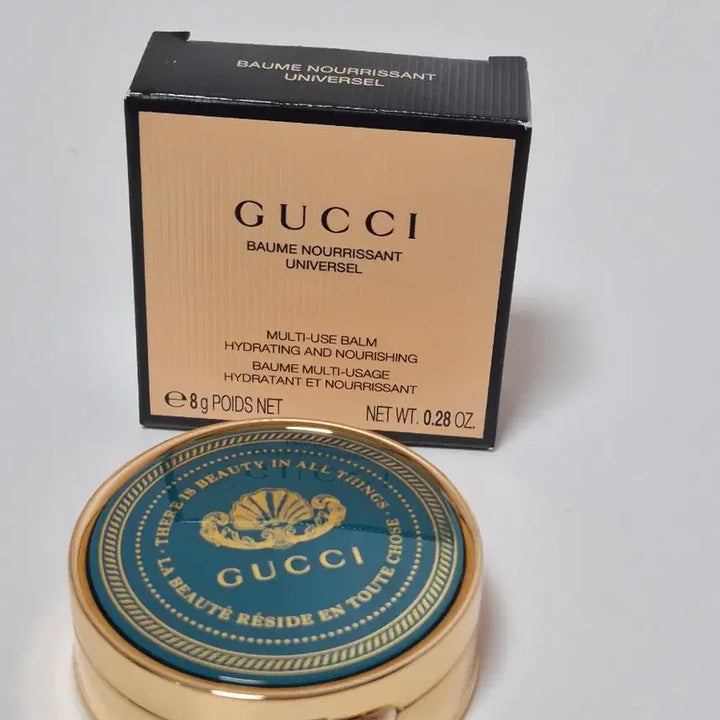 BAUME NOURRISSANT
UNIVERSEL
GUCCI
BAUME NOURRISSANT
UNIVERSEL
MULTI-USE BALM
HYDRATING AND NOURISHING
BAUME MULTI-USAGE
HYDRATANT ET NOURRISSANT
℮8g POIDS NET NET WT. 0.28 OZ.
· THERE IS BEAUTY IN ALL THINGS ·
GUCCI
LA BEAUTÉ RÉSIDE EN TOUTE CHOSE